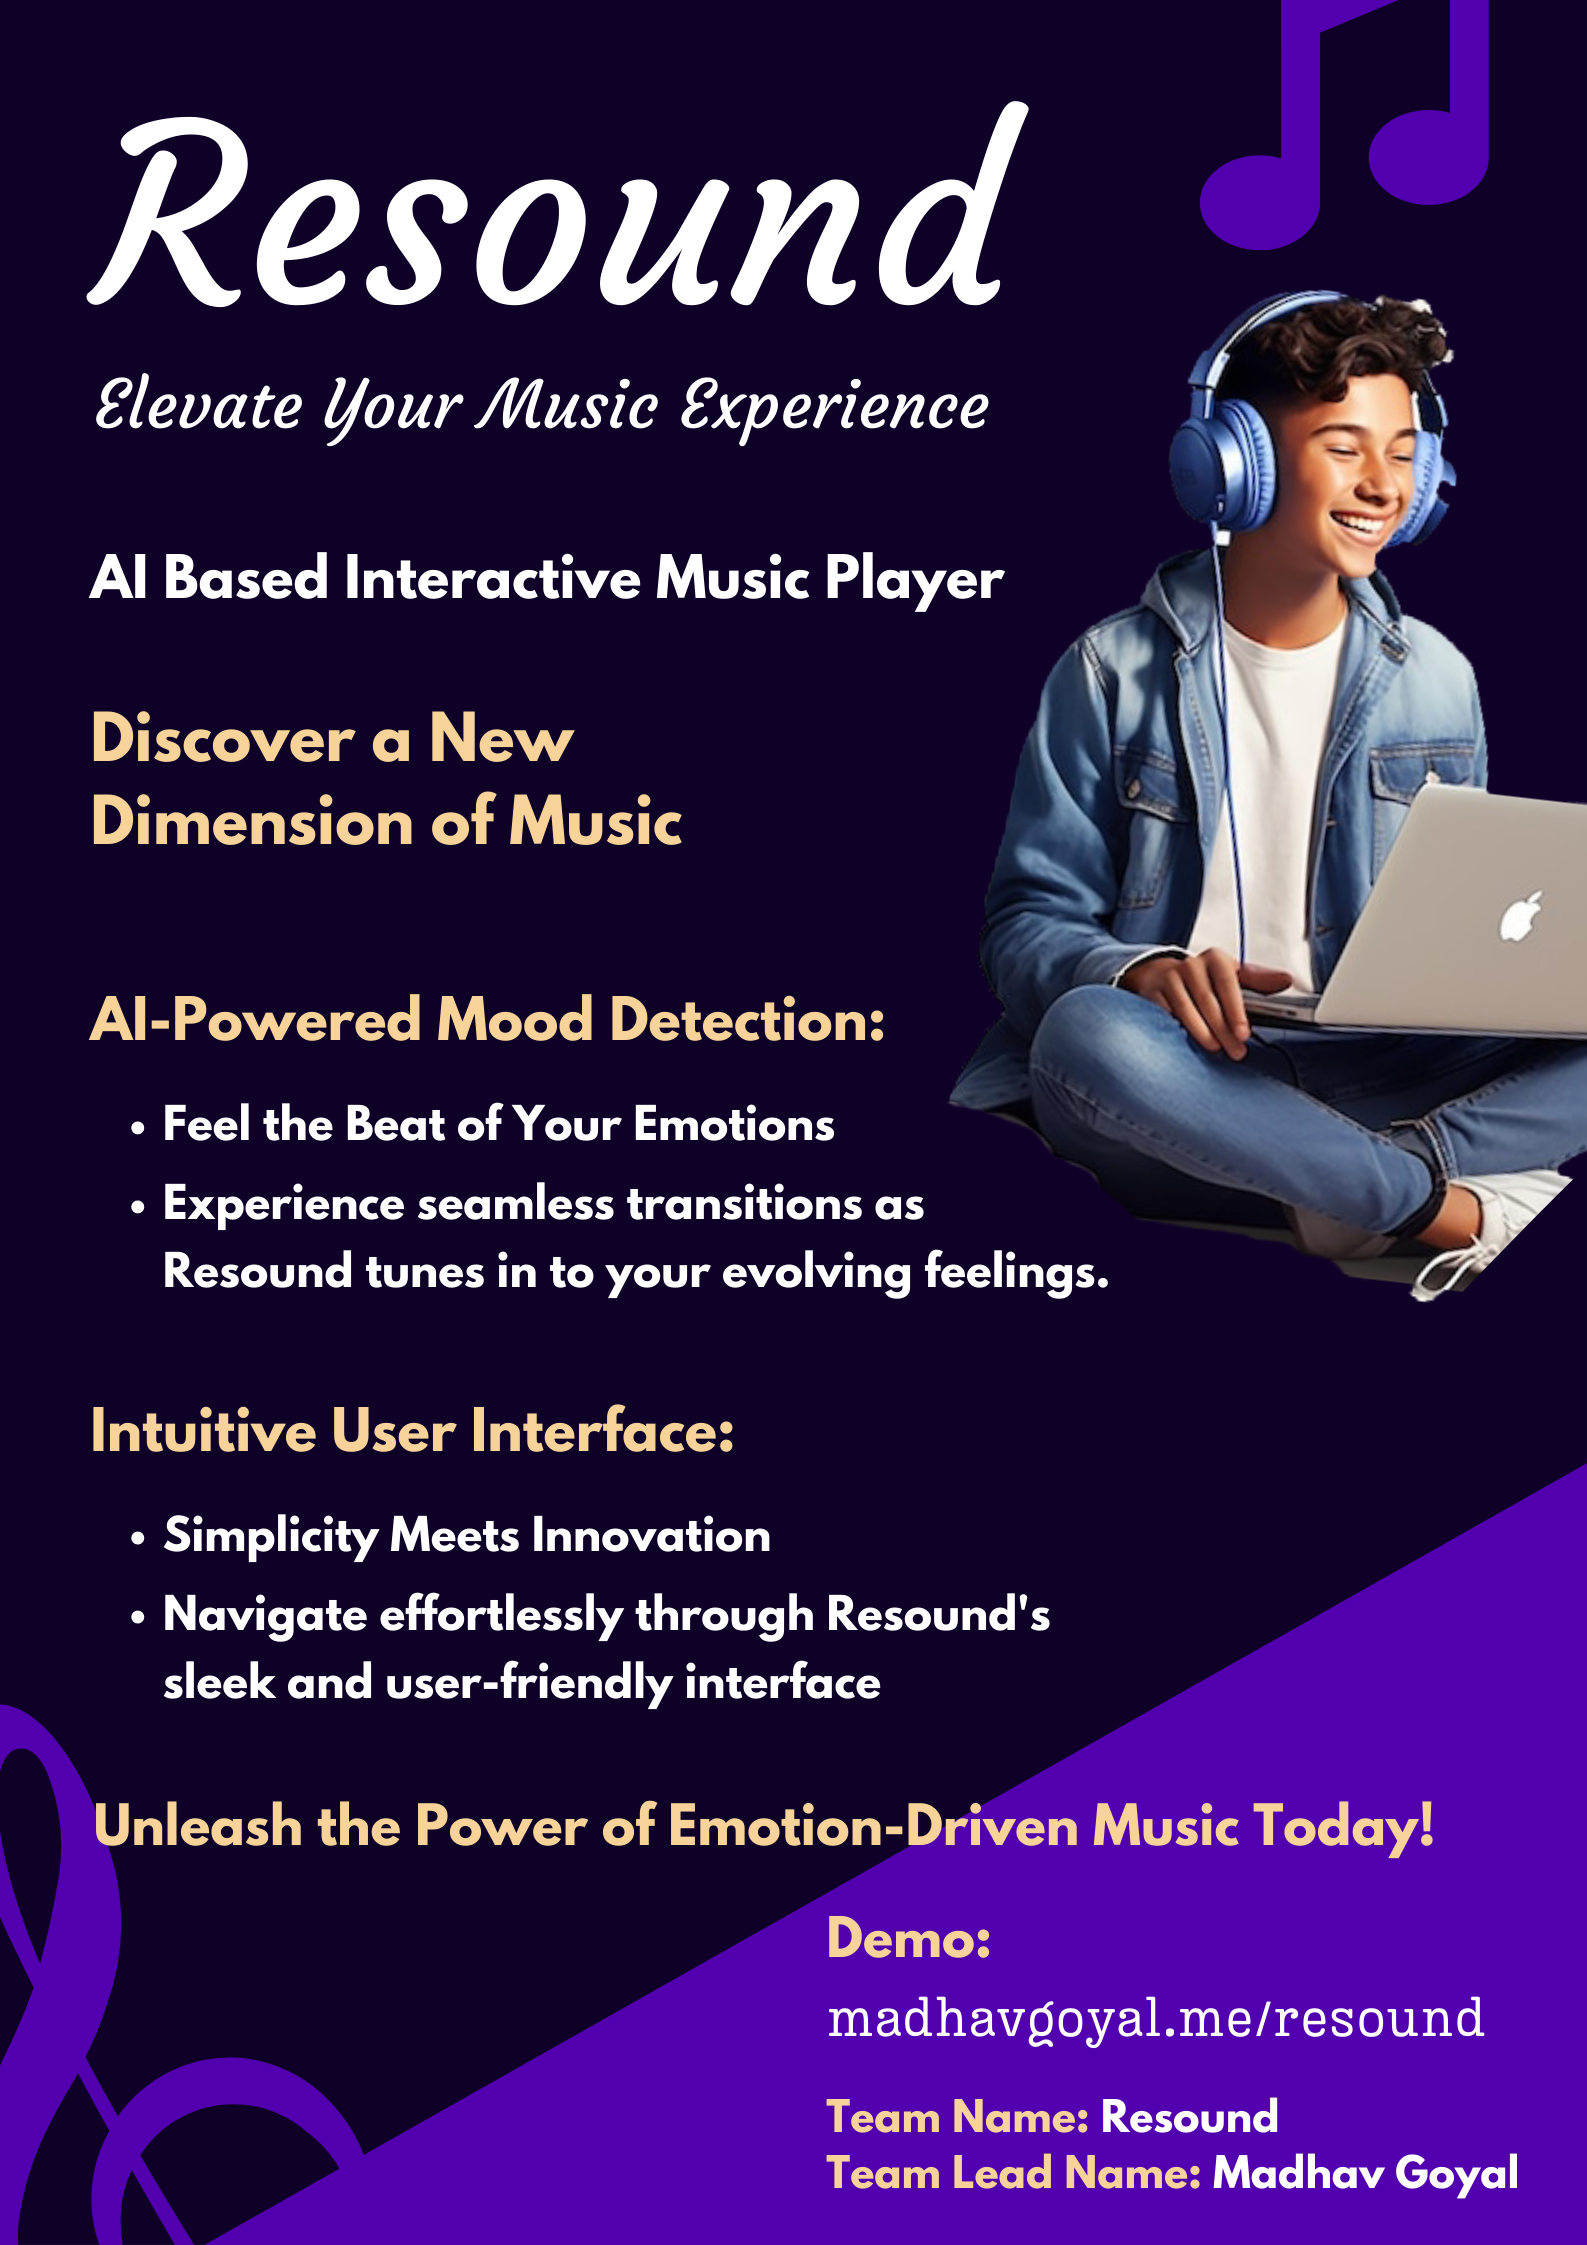 Resound
Elevate Your Music Experience
AI Based Interactive Music Player
Discover a New
Dimension of Music
AI-Powered Mood Detection:
• Feel the Beat of Your Emotions
• Experience seamless transitions as
Resound tunes in to your evolving feelings.
Intuitive User Interface:
• Simplicity Meets Innovation
• Navigate effortlessly through Resound's
sleek and user-friendly interface
Unleash the Power of Emotion-Driven Music Today!
Demo:
madhavgoyal.me/resound
Team Name: Resound
Team Lead Name: Madhav Goyal